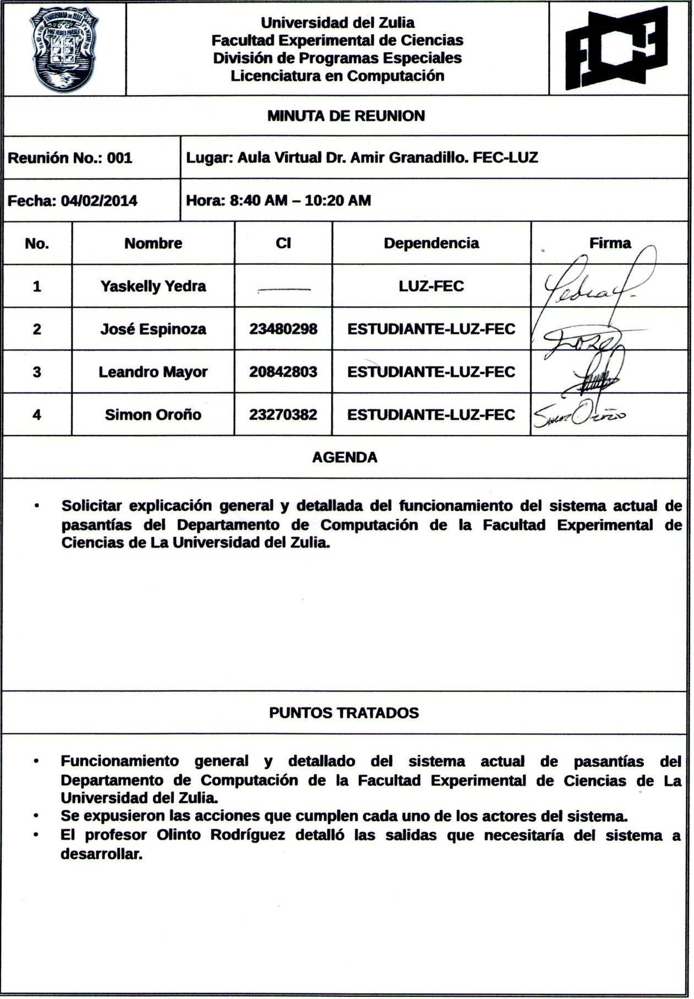 Universidad del Zulia
Facultad Experimental de Ciencias
División de Programas Especiales
Licenciatura en Computación
MINUTA DE REUNION
Reunión No.: 001
Lugar: Aula Virtual Dr. Amir Granadillo. FEC-LUZ
Fecha: 04/02/2014
Hora: 8:40 AM – 10:20 AM
No. Nombre CI Dependencia Firma
1 Yaskelly Yedra LUZ-FEC Yedra Y.
2 José Espinoza 23480298 ESTUDIANTE-LUZ-FEC José
3 Leandro Mayor 20842803 ESTUDIANTE-LUZ-FEC
4 Simon Oroño 23270382 ESTUDIANTE-LUZ-FEC Simon Oroño
AGENDA
• Solicitar explicación general y detallada del funcionamiento del sistema actual de
pasantías del Departamento de Computación de la Facultad Experimental de
Ciencias de La Universidad del Zulia.
PUNTOS TRATADOS
• Funcionamiento general y detallado del sistema actual de pasantías del
Departamento de Computación de la Facultad Experimental de Ciencias de La
Universidad del Zulia.
• Se expusieron las acciones que cumplen cada uno de los actores del sistema.
• El profesor Olinto Rodríguez detalló las salidas que necesitaría del sistema a
desarrollar.